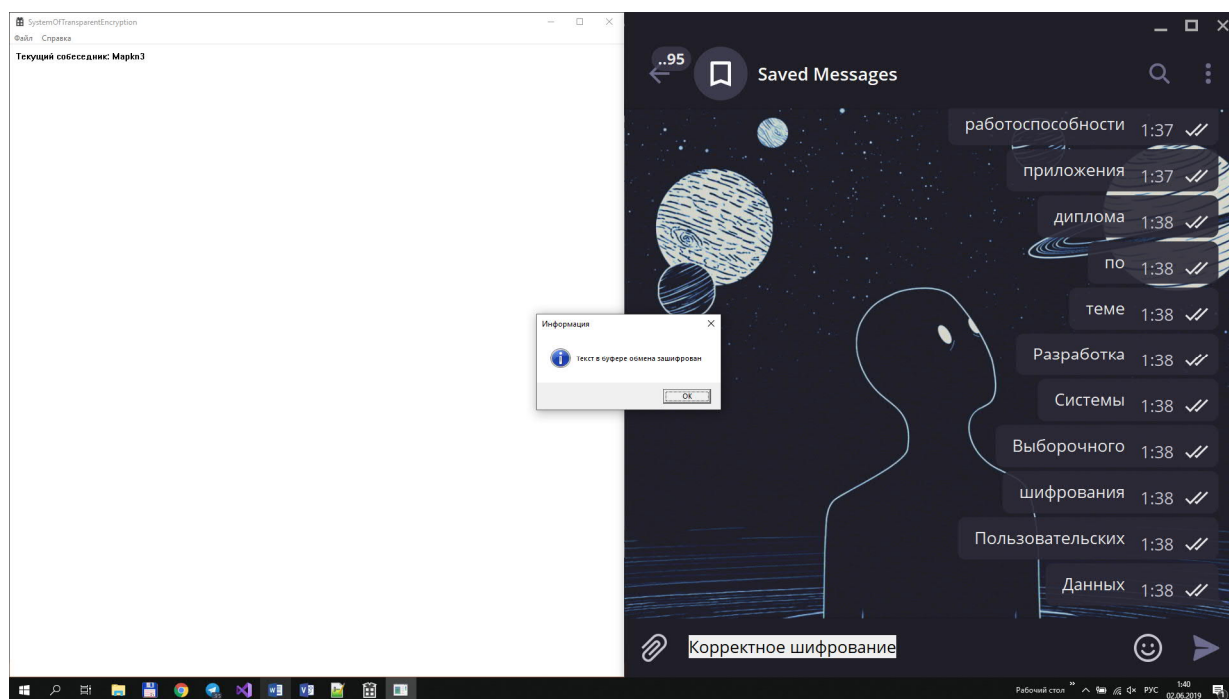 SystemOfTransparentEncryption
Файл Справка
Текущий собеседник: Mapkn3
Информация
Текст в буфере обмена зашифрован
OK
..95
Saved Messages
работоспособности 1:37
приложения 1:37
диплома 1:38
по 1:38
теме 1:38
Разработка 1:38
Системы 1:38
Выборочного 1:38
шифрования 1:38
Пользовательских 1:38
Данных 1:38
Корректное шифрование
Рабочий стол » РУС 1:40
02.06.2019